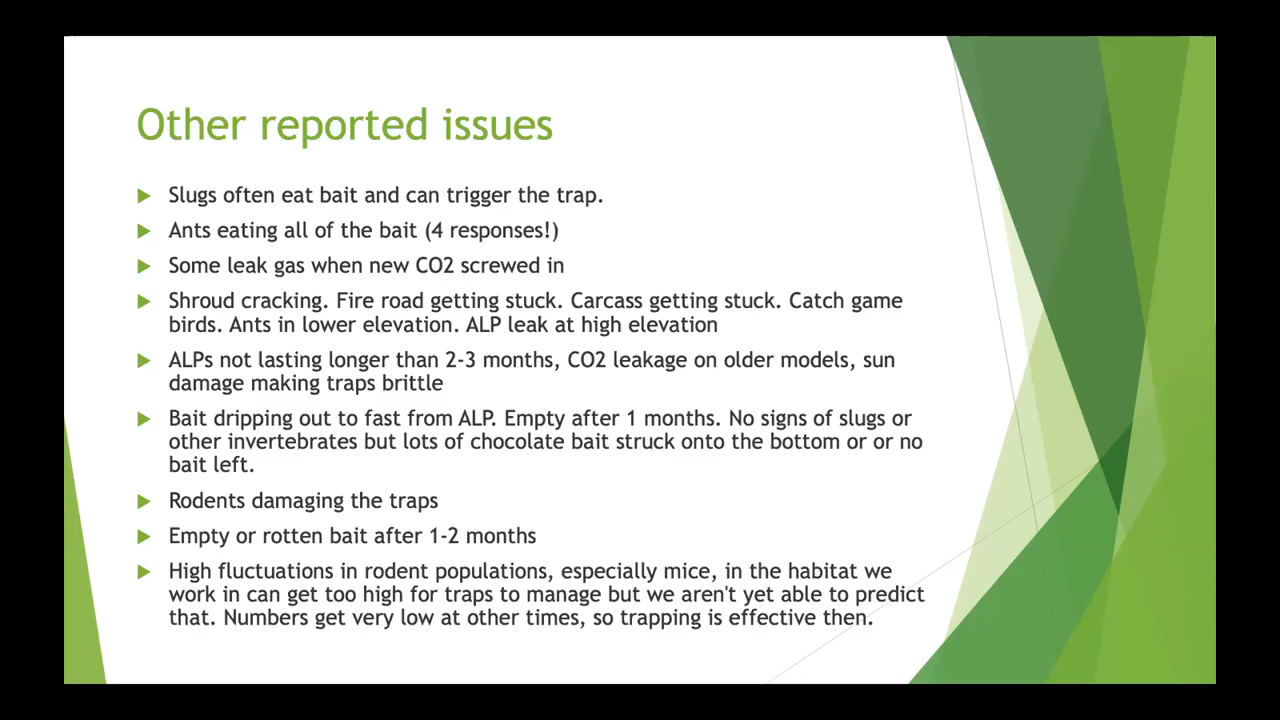 Other reported issues
Slugs often eat bait and can trigger the trap.
Ants eating all of the bait (4 responses!)
Some leak gas when new CO2 screwed in
Shroud cracking. Fire road getting stuck. Carcass getting stuck. Catch game
birds. Ants in lower elevation. ALP leak at high elevation
ALPs not lasting longer than 2-3 months, CO2 leakage on older models, sun
damage making traps brittle
Bait dripping out to fast from ALP. Empty after 1 months. No signs of slugs or
other invertebrates but lots of chocolate bait struck onto the bottom or or no
bait left.
Rodents damaging the traps
Empty or rotten bait after 1-2 months
High fluctuations in rodent populations, especially mice, in the habitat we
work in can get too high for traps to manage but we aren't yet able to predict
that. Numbers get very low at other times, so trapping is effective then.